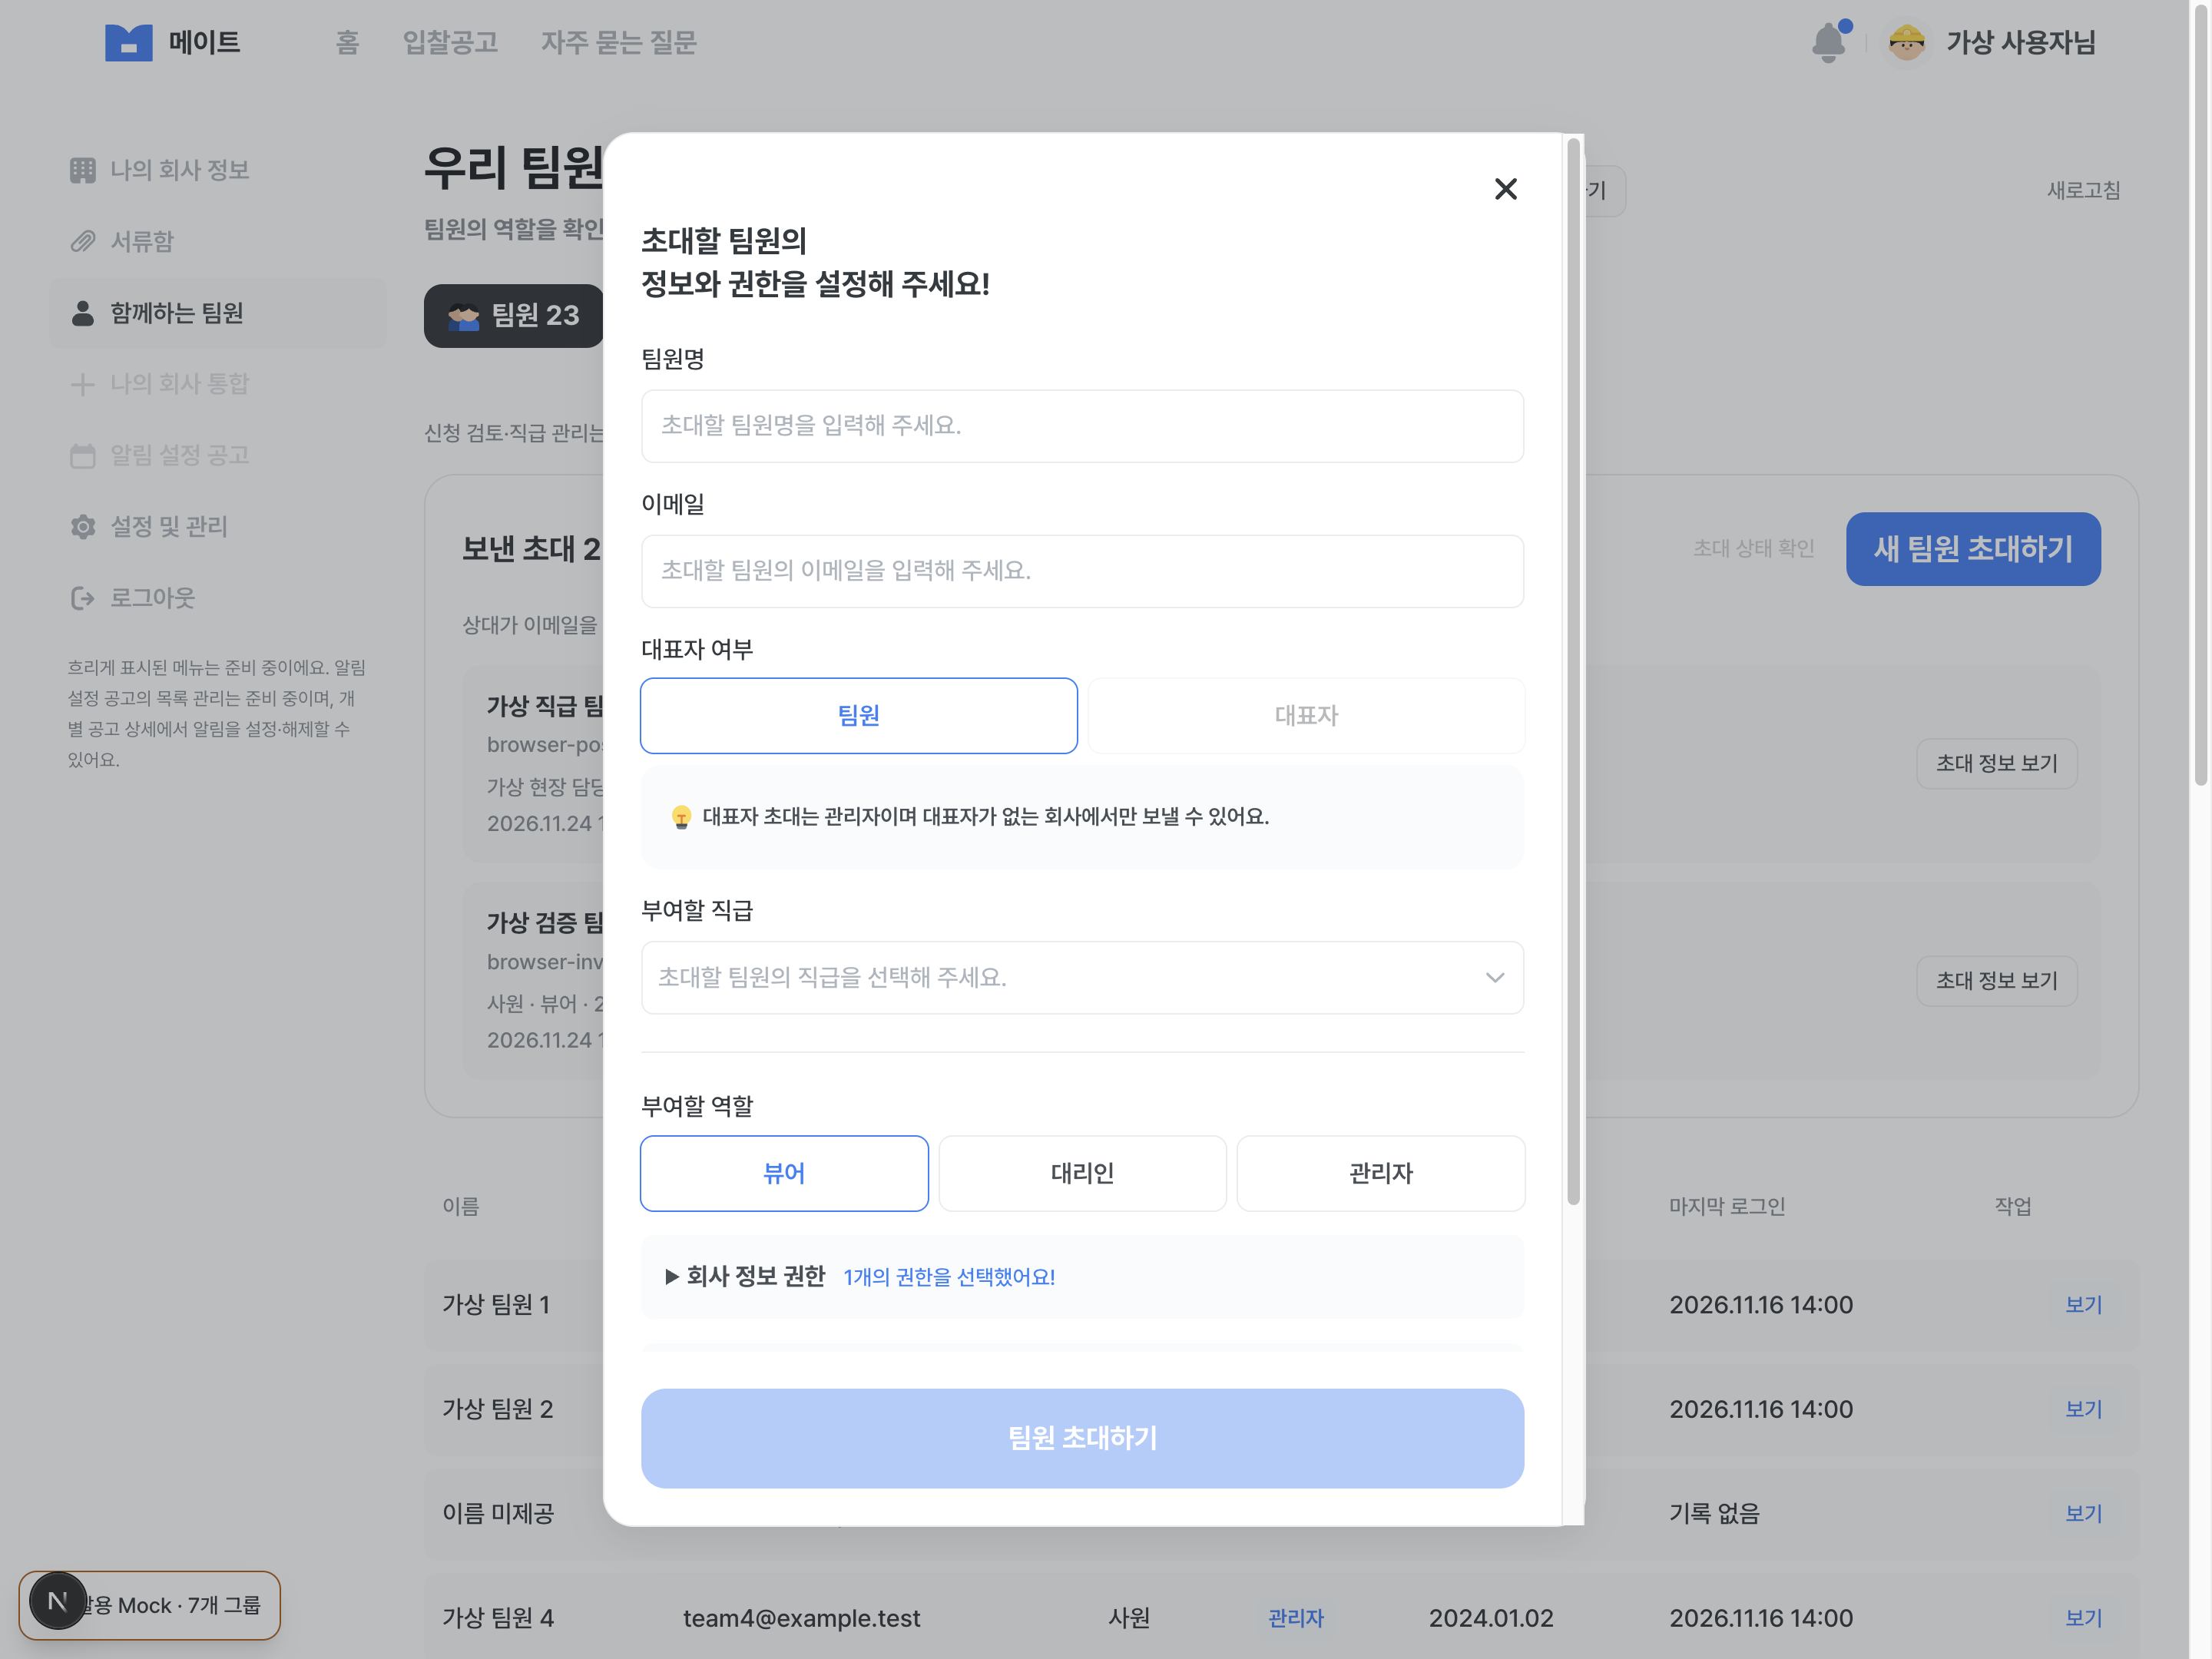 메이트
홈
입찰공고
자주 묻는 질문
가상 사용자님
나의 회사 정보
서류함
함께하는 팀원
나의 회사 통합
알림 설정 공고
설정 및 관리
로그아웃
흐리게 표시된 메뉴는 준비 중이에요. 알림
설정 공고의 목록 관리는 준비 중이며, 개
별 공고 상세에서 알림을 설정·해제할 수
있어요.
우리 팀원
새로고침
팀원의 역할을 확인
팀원 23
신청 검토·직급 관리는
보낸 초대 2
초대 상태 확인
새 팀원 초대하기
상대가 이메일을
가상 직급
browser-po
가상 현장
2026.11.24
초대 정보 보기
가상 검증
browser-inv
사원 · 뷰어 · 2
2026.11.24
초대 정보 보기
초대할 팀원의
정보와 권한을 설정해 주세요!
팀원명
초대할 팀원명을 입력해 주세요.
이메일
초대할 팀원의 이메일을 입력해 주세요.
대표자 여부
팀원
대표자
대표자 초대는 관리자이며 대표자가 없는 회사에서만 보낼 수 있어요.
부여할 직급
초대할 팀원의 직급을 선택해 주세요.
부여할 역할
뷰어
대리인
관리자
회사 정보 권한 1개의 권한을 선택했어요!
팀원 초대하기
이름
마지막 로그인
작업
가상 팀원 1
2026.11.16 14:00
보기
가상 팀원 2
2026.11.16 14:00
보기
이름 미제공
기록 없음
보기
가상 팀원 4
team4@example.test
사원
관리자
2024.01.02
2026.11.16 14:00
보기
N
Mock · 7개 그룹